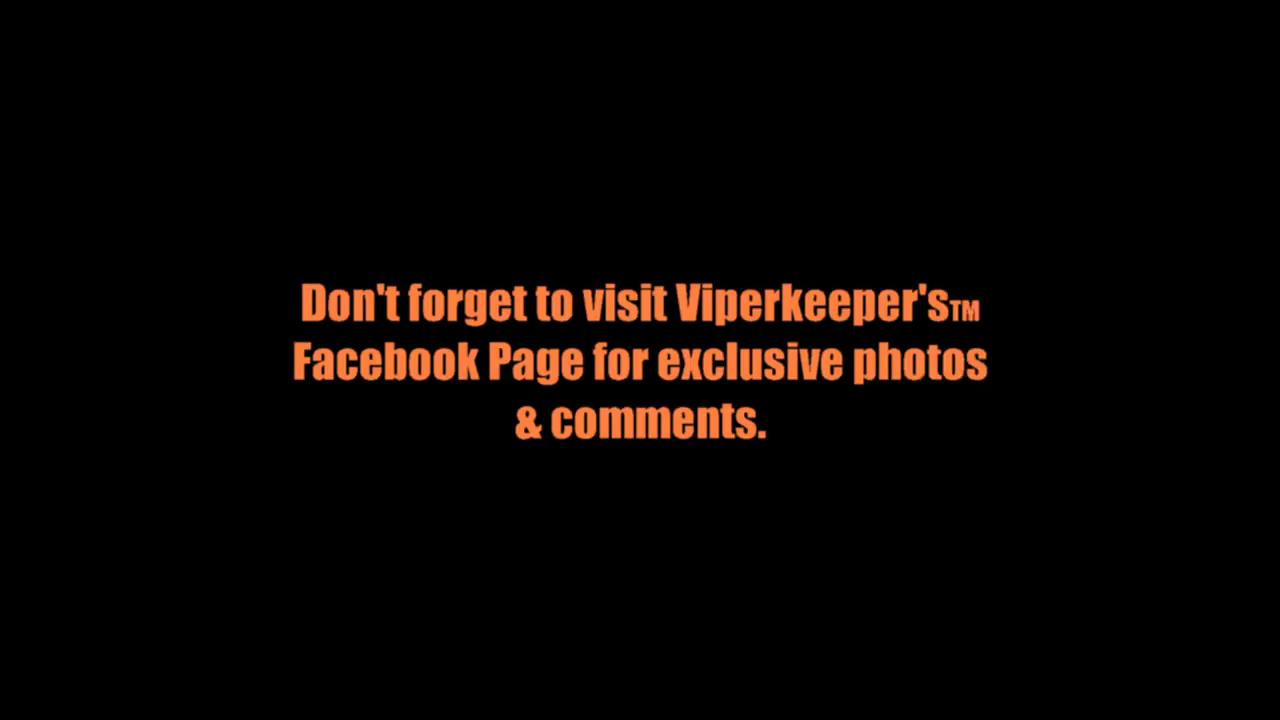 Don't forget to visit Viperkeeper's™
Facebook Page for exclusive photos
& comments.